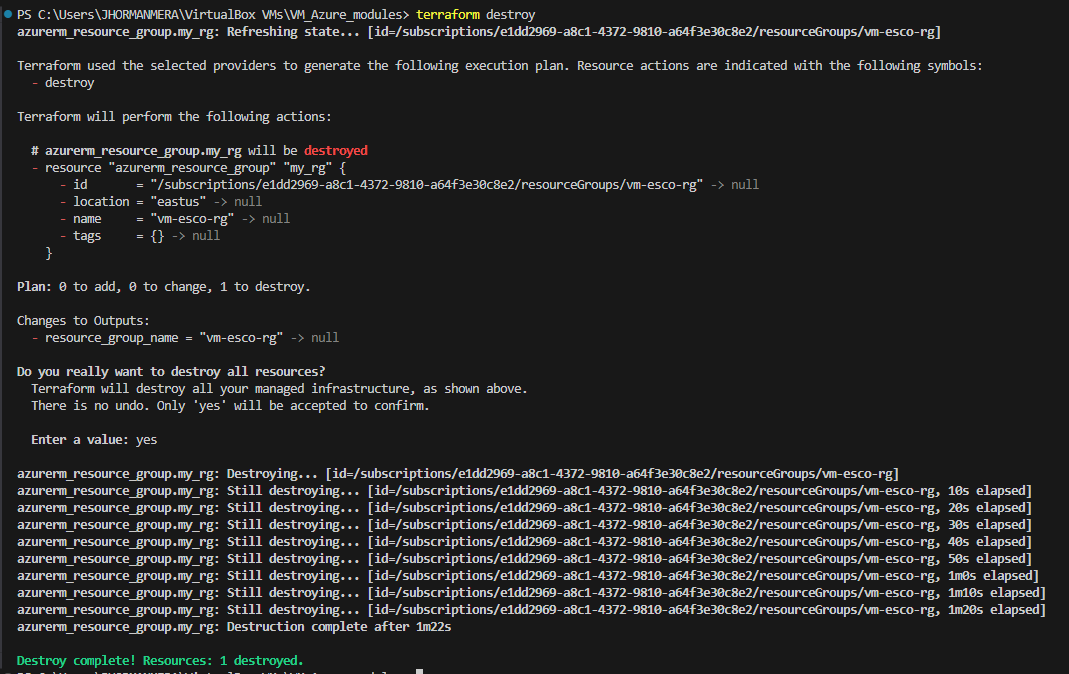 PS C:\Users\JHORMANMERA\VirtualBox VMs\VM_Azure_modules> terraform destroy
azurerm_resource_group.my_rg: Refreshing state... [id=/subscriptions/e1dd2969-a8c1-4372-9810-a64f3e30c8e2/resourceGroups/vm-esco-rg]
Terraform used the selected providers to generate the following execution plan. Resource actions are indicated with the following symbols:
- destroy
Terraform will perform the following actions:
# azurerm_resource_group.my_rg will be destroyed
- resource "azurerm_resource_group" "my_rg" {
- id       = "/subscriptions/e1dd2969-a8c1-4372-9810-a64f3e30c8e2/resourceGroups/vm-esco-rg" -> null
- location = "eastus" -> null
- name     = "vm-esco-rg" -> null
- tags     = {} -> null
}
Plan: 0 to add, 0 to change, 1 to destroy.
Changes to Outputs:
- resource_group_name = "vm-esco-rg" -> null
Do you really want to destroy all resources?
Terraform will destroy all your managed infrastructure, as shown above.
There is no undo. Only 'yes' will be accepted to confirm.
Enter a value: yes
azurerm_resource_group.my_rg: Destroying... [id=/subscriptions/e1dd2969-a8c1-4372-9810-a64f3e30c8e2/resourceGroups/vm-esco-rg]
azurerm_resource_group.my_rg: Still destroying... [id=/subscriptions/e1dd2969-a8c1-4372-9810-a64f3e30c8e2/resourceGroups/vm-esco-rg, 10s elapsed]
azurerm_resource_group.my_rg: Still destroying... [id=/subscriptions/e1dd2969-a8c1-4372-9810-a64f3e30c8e2/resourceGroups/vm-esco-rg, 20s elapsed]
azurerm_resource_group.my_rg: Still destroying... [id=/subscriptions/e1dd2969-a8c1-4372-9810-a64f3e30c8e2/resourceGroups/vm-esco-rg, 30s elapsed]
azurerm_resource_group.my_rg: Still destroying... [id=/subscriptions/e1dd2969-a8c1-4372-9810-a64f3e30c8e2/resourceGroups/vm-esco-rg, 40s elapsed]
azurerm_resource_group.my_rg: Still destroying... [id=/subscriptions/e1dd2969-a8c1-4372-9810-a64f3e30c8e2/resourceGroups/vm-esco-rg, 50s elapsed]
azurerm_resource_group.my_rg: Still destroying... [id=/subscriptions/e1dd2969-a8c1-4372-9810-a64f3e30c8e2/resourceGroups/vm-esco-rg, 1m0s elapsed]
azurerm_resource_group.my_rg: Still destroying... [id=/subscriptions/e1dd2969-a8c1-4372-9810-a64f3e30c8e2/resourceGroups/vm-esco-rg, 1m10s elapsed]
azurerm_resource_group.my_rg: Still destroying... [id=/subscriptions/e1dd2969-a8c1-4372-9810-a64f3e30c8e2/resourceGroups/vm-esco-rg, 1m20s elapsed]
azurerm_resource_group.my_rg: Destruction complete after 1m22s
Destroy complete! Resources: 1 destroyed.